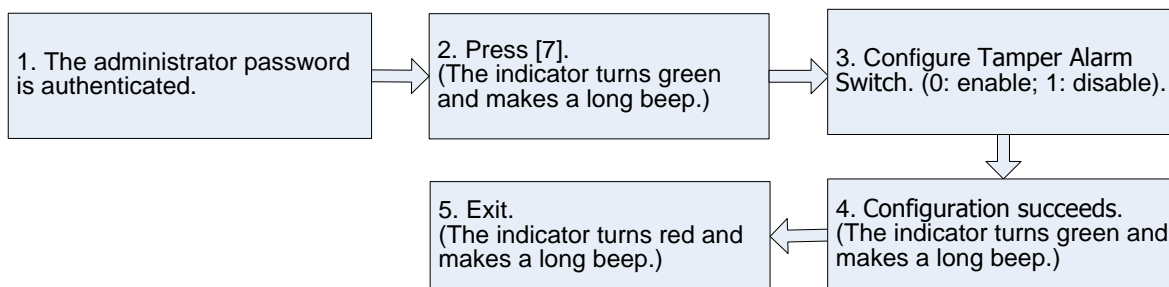 1. The administrator password
is authenticated.
2. Press [7].
(The indicator turns green
and makes a long beep.)
3. Configure Tamper Alarm
Switch. (0: enable; 1: disable).
4. Configuration succeeds.
(The indicator turns green and
makes a long beep.)
5. Exit.
(The indicator turns red and
makes a long beep.)